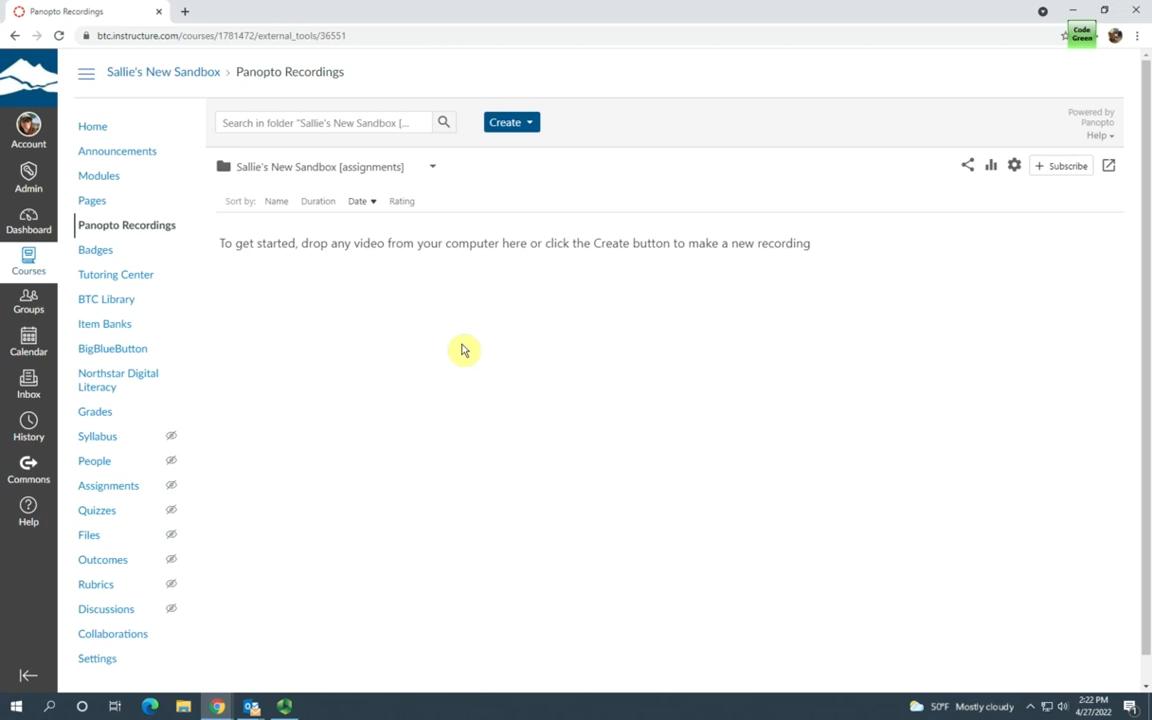 Panopto Recordings
btc.instructure.com/courses/1781472/external_tools/36551
Code
Green
Sallie's New Sandbox › Panopto Recordings
Account
Admin
Dashboard
Courses
Groups
Calendar
Inbox
History
Commons
Help
Home
Announcements
Modules
Pages
Panopto Recordings
Badges
Tutoring Center
BTC Library
Item Banks
BigBlueButton
Northstar Digital
Literacy
Grades
Syllabus
People
Assignments
Quizzes
Files
Outcomes
Rubrics
Discussions
Collaborations
Settings
Search in folder "Sallie's New Sandbox [...
Create
Powered by
Panopto
Help
Sallie's New Sandbox [assignments]
+ Subscribe
Sort by: Name Duration Date ▼ Rating
To get started, drop any video from your computer here or click the Create button to make a new recording
50°F Mostly cloudy
2:22 PM
4/27/2022
1